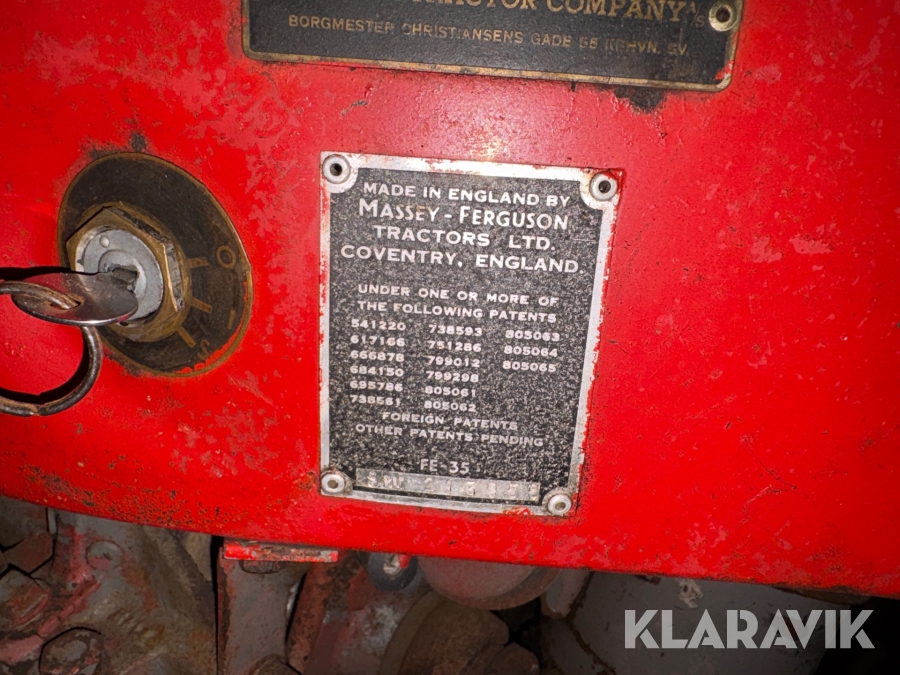 TRACTOR COMPANY A/S
BORGMESTER CHRISTIANSENS GADE 55 KBHVN. SV.
MADE IN ENGLAND BY
MASSEY-FERGUSON
TRACTORS LTD.
COVENTRY, ENGLAND.
UNDER ONE OR MORE OF
THE FOLLOWING PATENTS
541220 738593 805063
617166 751286 805064
666878 799012 805065
684150 799298
695786 805061
738561 805062
FOREIGN PATENTS
OTHER PATENTS PENDING
FE-35
KLARAVIK